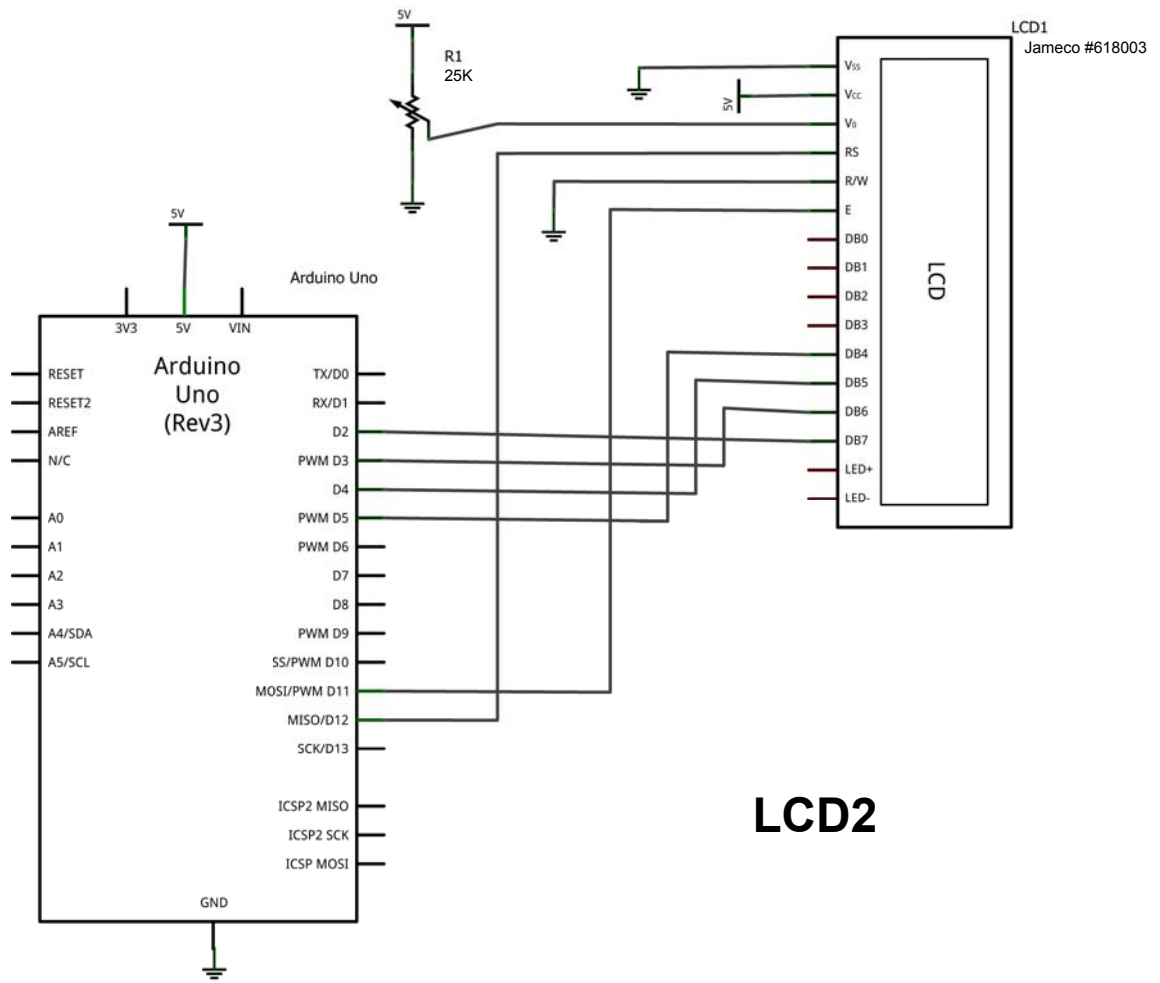 5V
R1
25K
LCD1
Jameco #618003
Vss
5V
Vcc
V0
RS
R/W
E
DB0
DB1
DB2
DB3
DB4
DB5
DB6
DB7
LED+
LED-
LCD
5V
Arduino Uno
3V3
5V
VIN
Arduino
Uno
(Rev3)
RESET
RESET2
AREF
N/C
A0
A1
A2
A3
A4/SDA
A5/SCL
TX/D0
RX/D1
D2
PWM D3
D4
PWM D5
PWM D6
D7
D8
PWM D9
SS/PWM D10
MOSI/PWM D11
MISO/D12
SCK/D13
ICSP2 MISO
ICSP2 SCK
ICSP MOSI
GND
LCD2